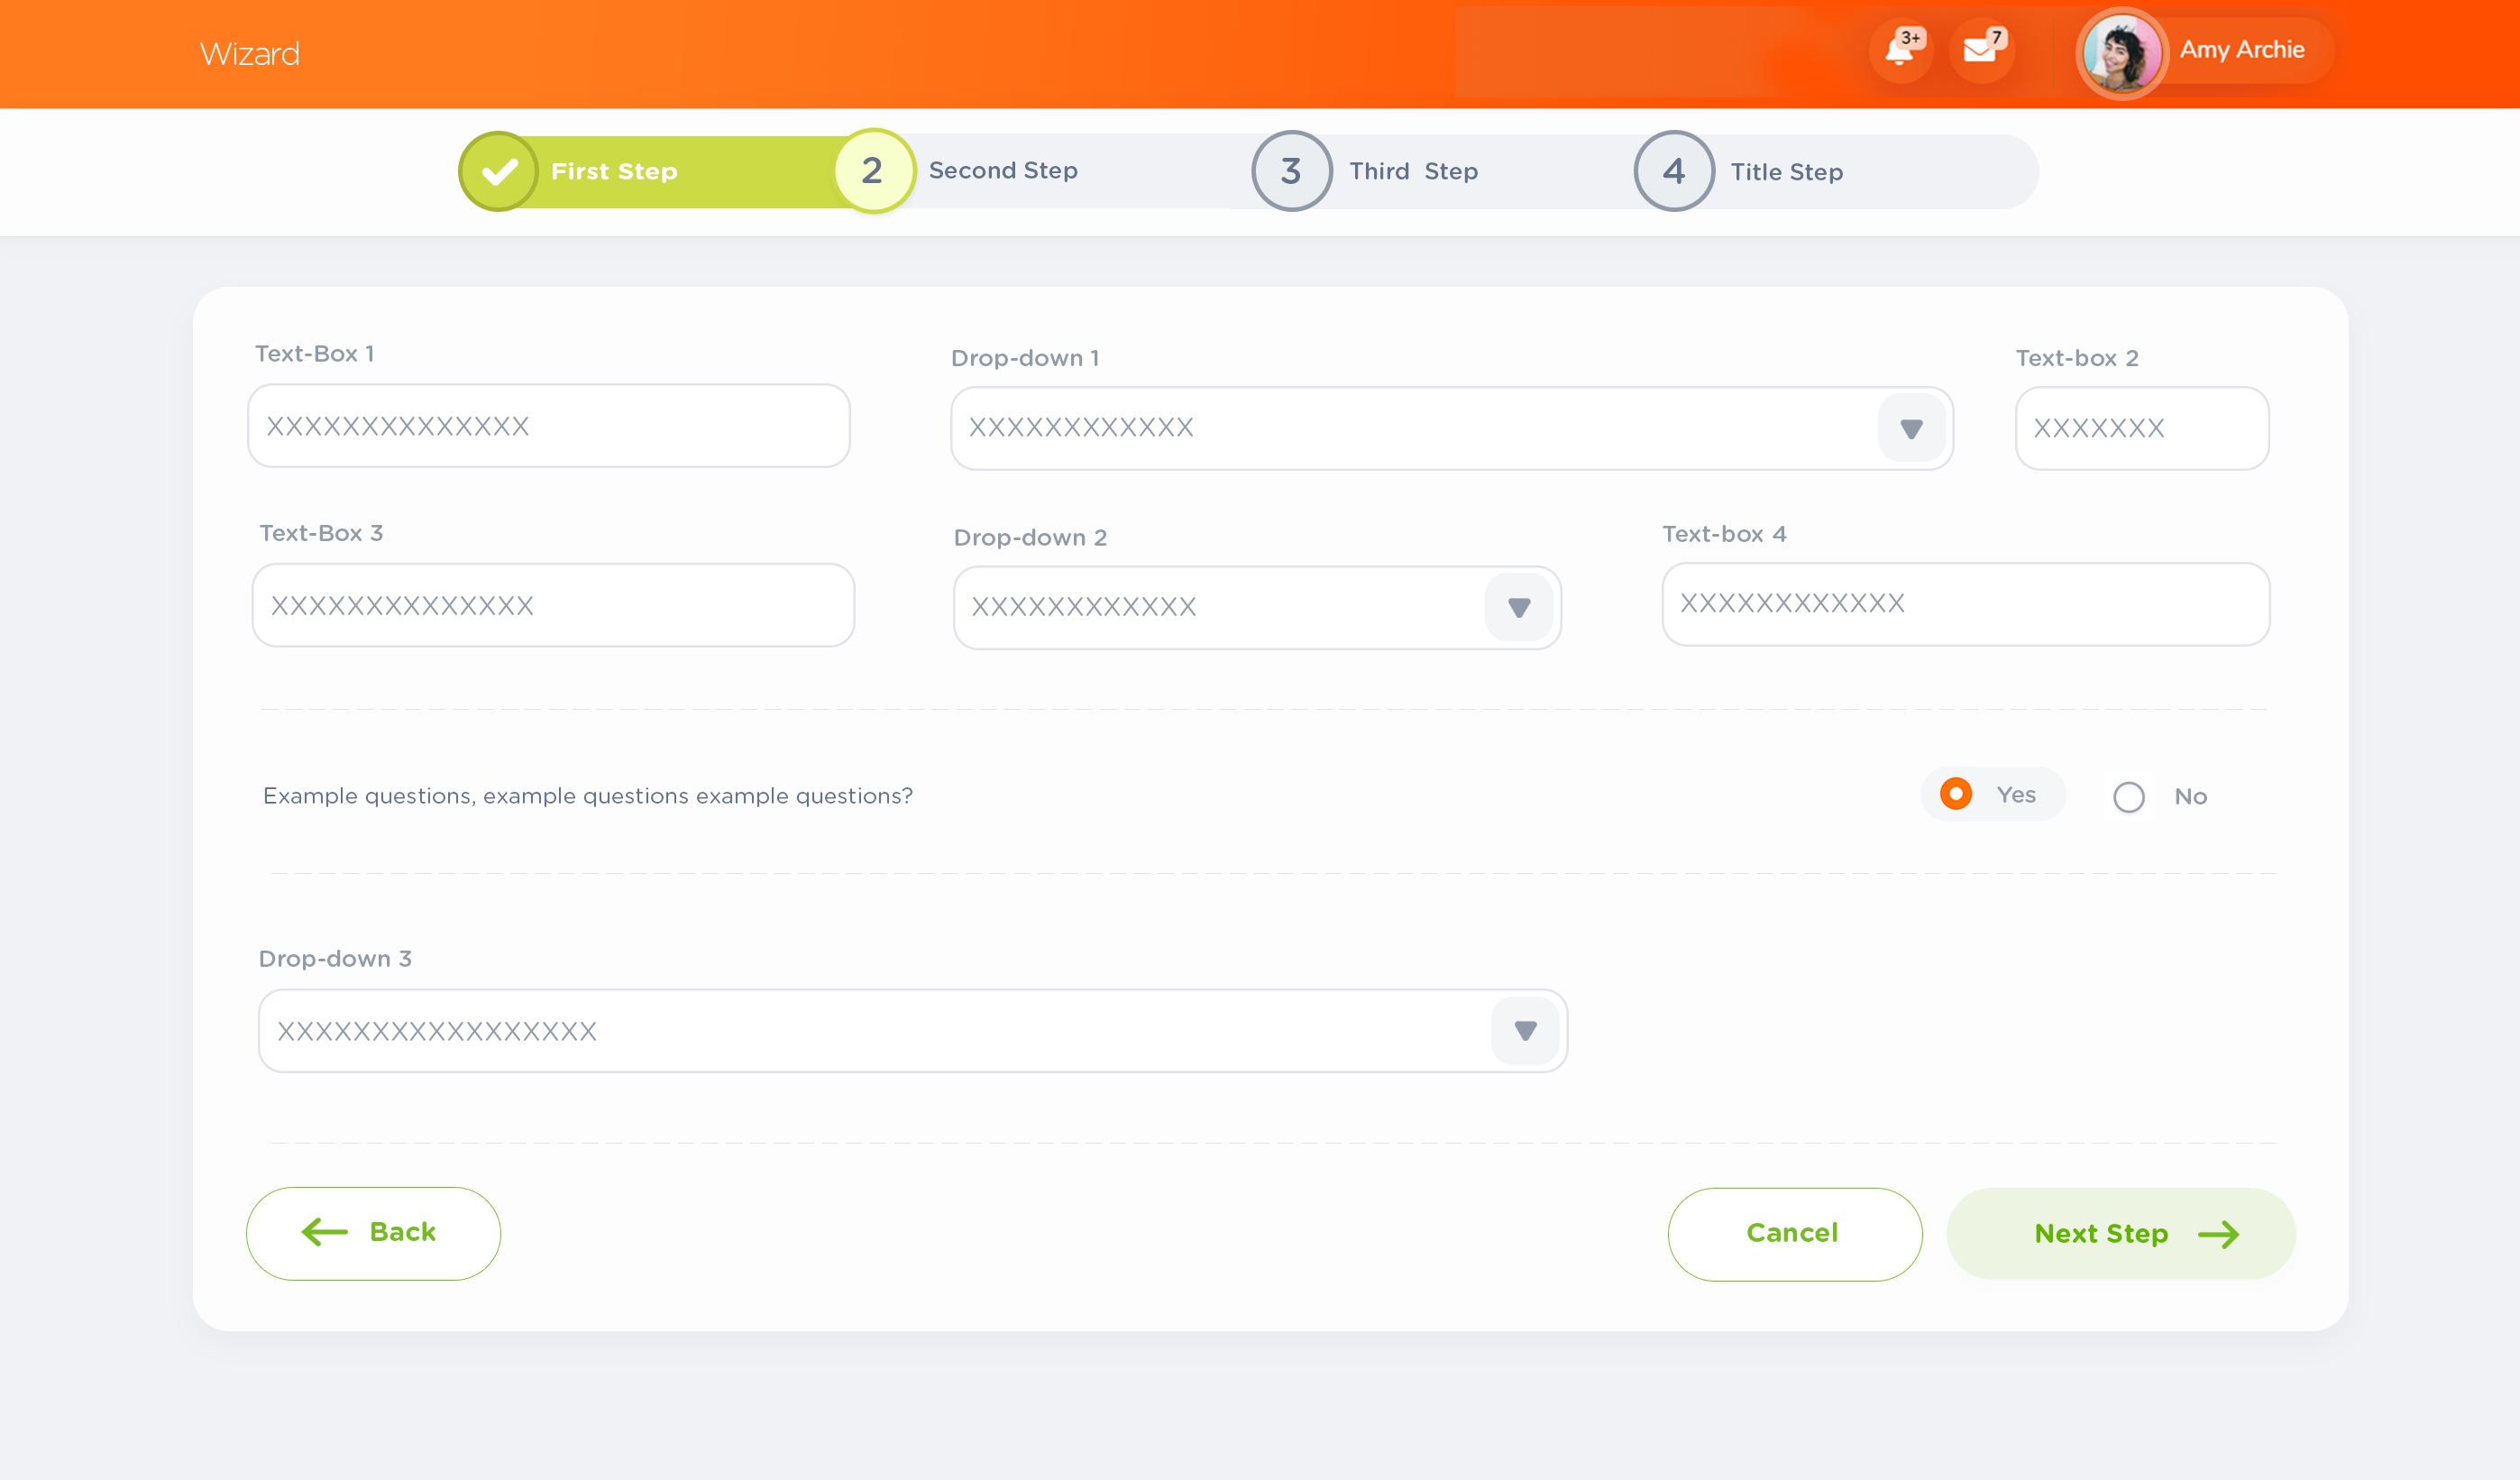 Wizard
3+
7
Amy Archie
First Step
2
Second Step
3
Third Step
4
Title Step
Text-Box 1
Drop-down 1
Text-box 2
XXXXXXXXXXXXXX
XXXXXXXXXXXX
XXXXXXX
Text-Box 3
Drop-down 2
Text-box 4
XXXXXXXXXXXXXX
XXXXXXXXXXXX
XXXXXXXXXXXX
Example questions, example questions example questions?
Yes
No
Drop-down 3
XXXXXXXXXXXXXXXXX
Back
Cancel
Next Step